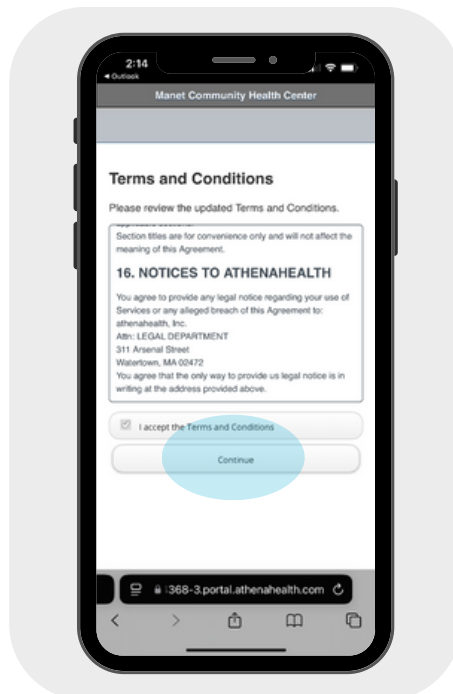 2:14
◀ Outlook
Manet Community Health Center
Terms and Conditions
Please review the updated Terms and Conditions.
Section titles are for convenience only and will not affect the
meaning of this Agreement.
16. NOTICES TO ATHENAHEALTH
You agree to provide any legal notice regarding your use of
Services or any alleged breach of this Agreement to:
athenahealth, Inc.
Attn: LEGAL DEPARTMENT
311 Arsenal Street
Watertown, MA 02472
You agree that the only way to provide us legal notice is in
writing at the address provided above.
I accept the Terms and Conditions
Continue
368-3.portal.athenahealth.com